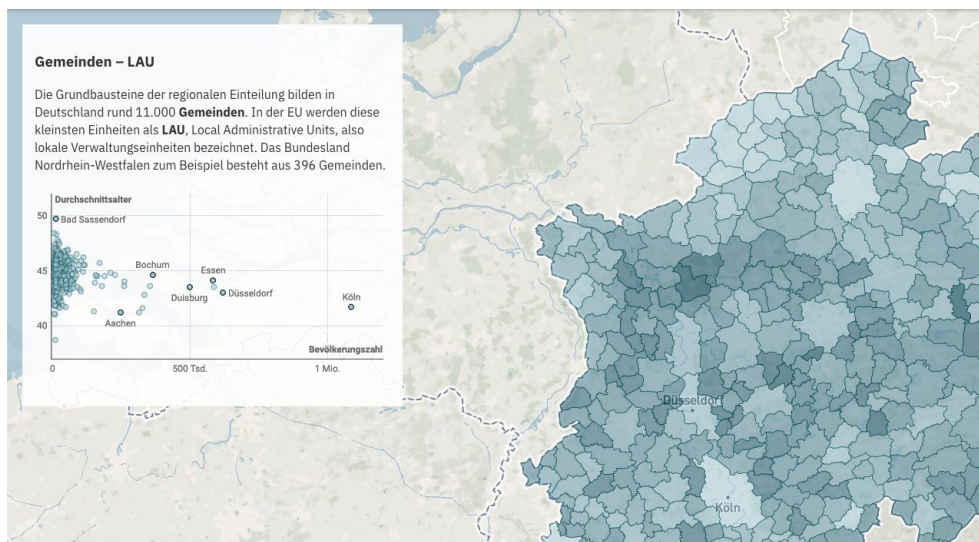 Gemeinden – LAU
Die Grundbausteine der regionalen Einteilung bilden in
Deutschland rund 11.000 Gemeinden. In der EU werden diese
kleinsten Einheiten als LAU, Local Administrative Units, also
lokale Verwaltungseinheiten bezeichnet. Das Bundesland
Nordrhein-Westfalen zum Beispiel besteht aus 396 Gemeinden.
Durchschnittsalter
50
Bad Sassendorf
45
Bochum
Essen
Duisburg
Düsseldorf
Köln
Aachen
40
Bevölkerungszahl
0
500 Tsd.
1 Mio.
Düsseldorf
Köln